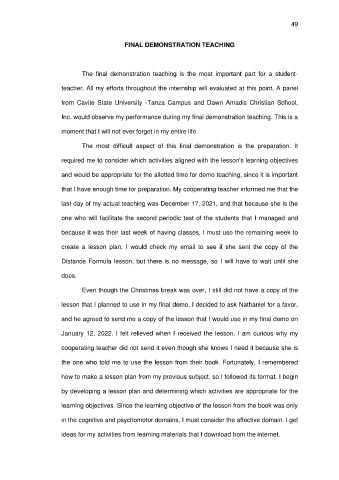 49
FINAL DEMONSTRATION TEACHING
The final demonstration teaching is the most important part for a student-
teacher. All my efforts throughout the internship will evaluated at this point. A panel
from Cavite State University -Tanza Campus and Dawn Amadis Christian School,
Inc. would observe my performance during my final demonstration teaching. This is a
moment that I will not ever forget in my entire life.
The most difficult aspect of this final demonstration is the preparation. It
required me to consider which activities aligned with the lesson's learning objectives
and would be appropriate for the allotted time for demo teaching, since it is important
that I have enough time for preparation. My cooperating teacher informed me that the
last day of my actual teaching was December 17, 2021, and that because she is the
one who will facilitate the second periodic test of the students that I managed and
because it was their last week of having classes, I must use the remaining week to
create a lesson plan. I would check my email to see if she sent the copy of the
Distance Formula lesson, but there is no message, so I will have to wait until she
does.
Even though the Christmas break was over, I still did not have a copy of the
lesson that I planned to use in my final demo. I decided to ask Nathaniel for a favor,
and he agreed to send me a copy of the lesson that I would use in my final demo on
January 12, 2022. I felt relieved when I received the lesson. I am curious why my
cooperating teacher did not send it even though she knows I need it because she is
the one who told me to use the lesson from their book. Fortunately, I remembered
how to make a lesson plan from my previous subject, so I followed its format. I begin
by developing a lesson plan and determining which activities are appropriate for the
learning objectives. Since the learning objective of the lesson from the book was only
in the cognitive and psychomotor domains, I must consider the affective domain. I get
ideas for my activities from learning materials that I download from the internet.